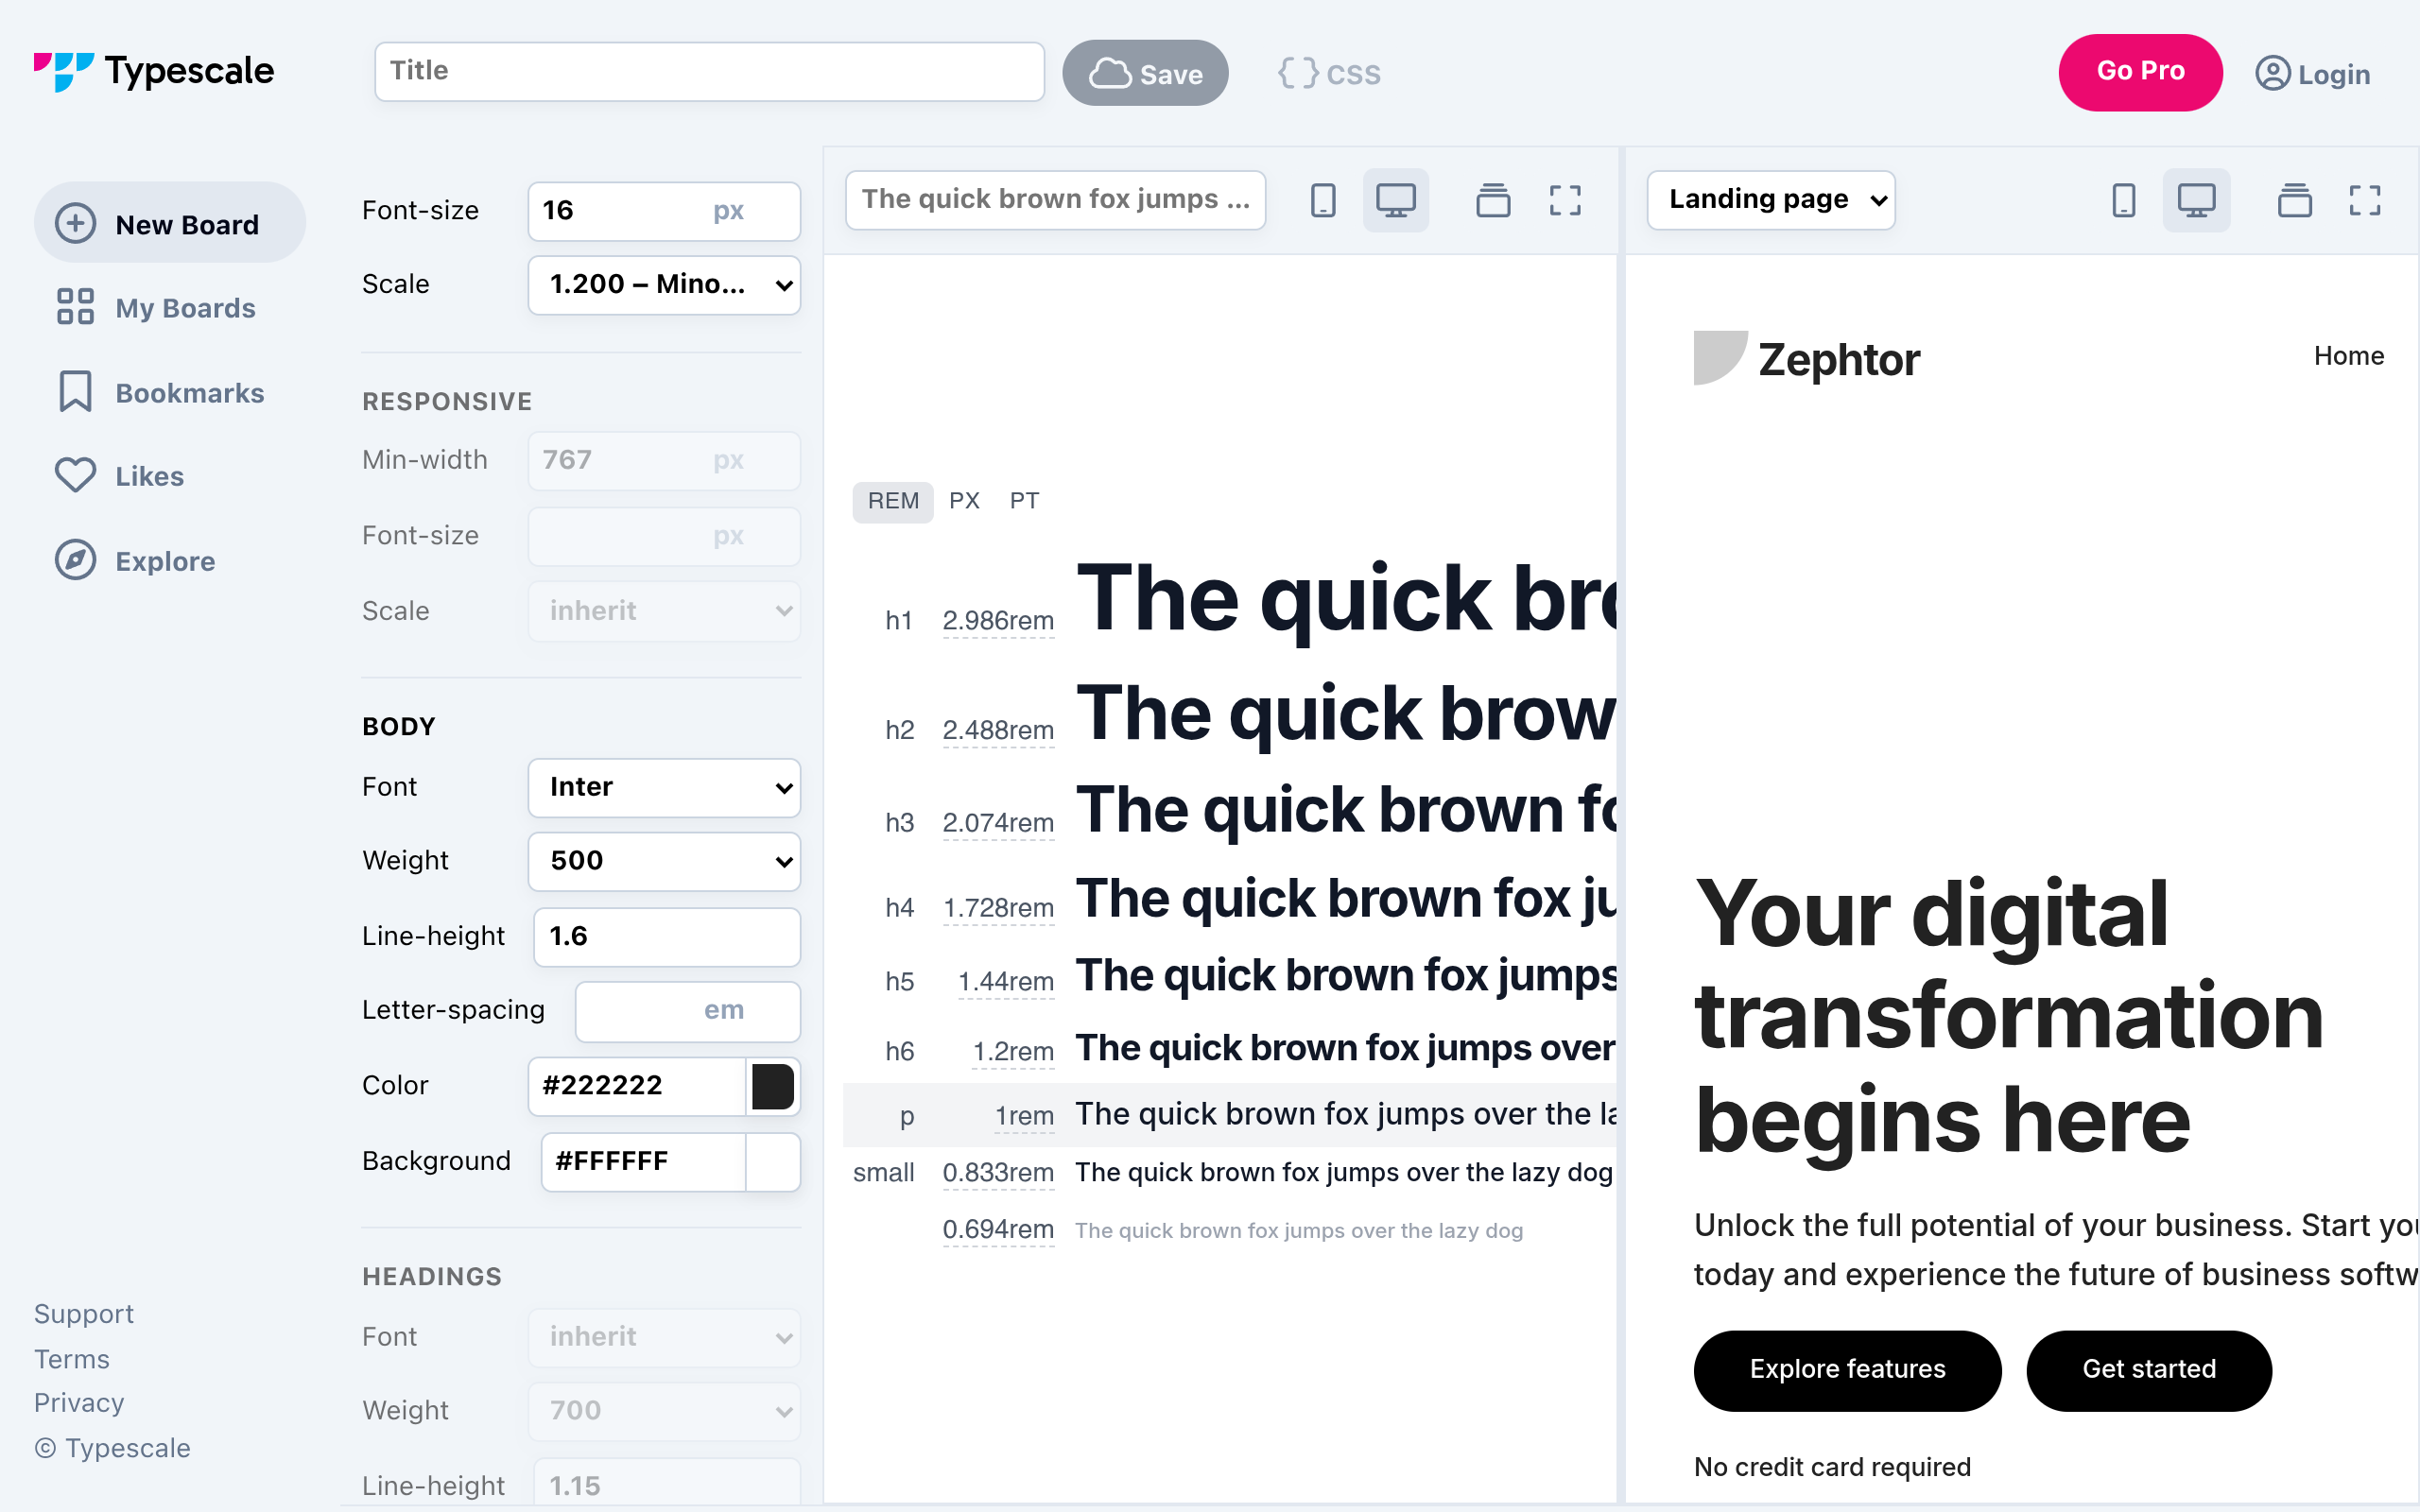 Typescale
Title
Save
CSS
Go Pro
Login
New Board
My Boards
Bookmarks
Likes
Explore
Support
Terms
Privacy
© Typescale
Font-size 16 px
Scale 1.200 – Mino...
RESPONSIVE
Min-width 767 px
Font-size px
Scale inherit
BODY
Font Inter
Weight 500
Line-height 1.6
Letter-spacing em
Color #222222
Background #FFFFFF
HEADINGS
Font inherit
Weight 700
Line-height 1.15
The quick brown fox jumps ...
REM PX PT
h1 2.986rem The quick bro
h2 2.488rem The quick brow
h3 2.074rem The quick brown fo
h4 1.728rem The quick brown fox ju
h5 1.44rem The quick brown fox jumps
h6 1.2rem The quick brown fox jumps over
p 1rem The quick brown fox jumps over the la
small 0.833rem The quick brown fox jumps over the lazy dog
0.694rem The quick brown fox jumps over the lazy dog
Landing page
Zephtor
Home
Your digital
transformation
begins here
Unlock the full potential of your business. Start you
today and experience the future of business softw
Explore features
Get started
No credit card required